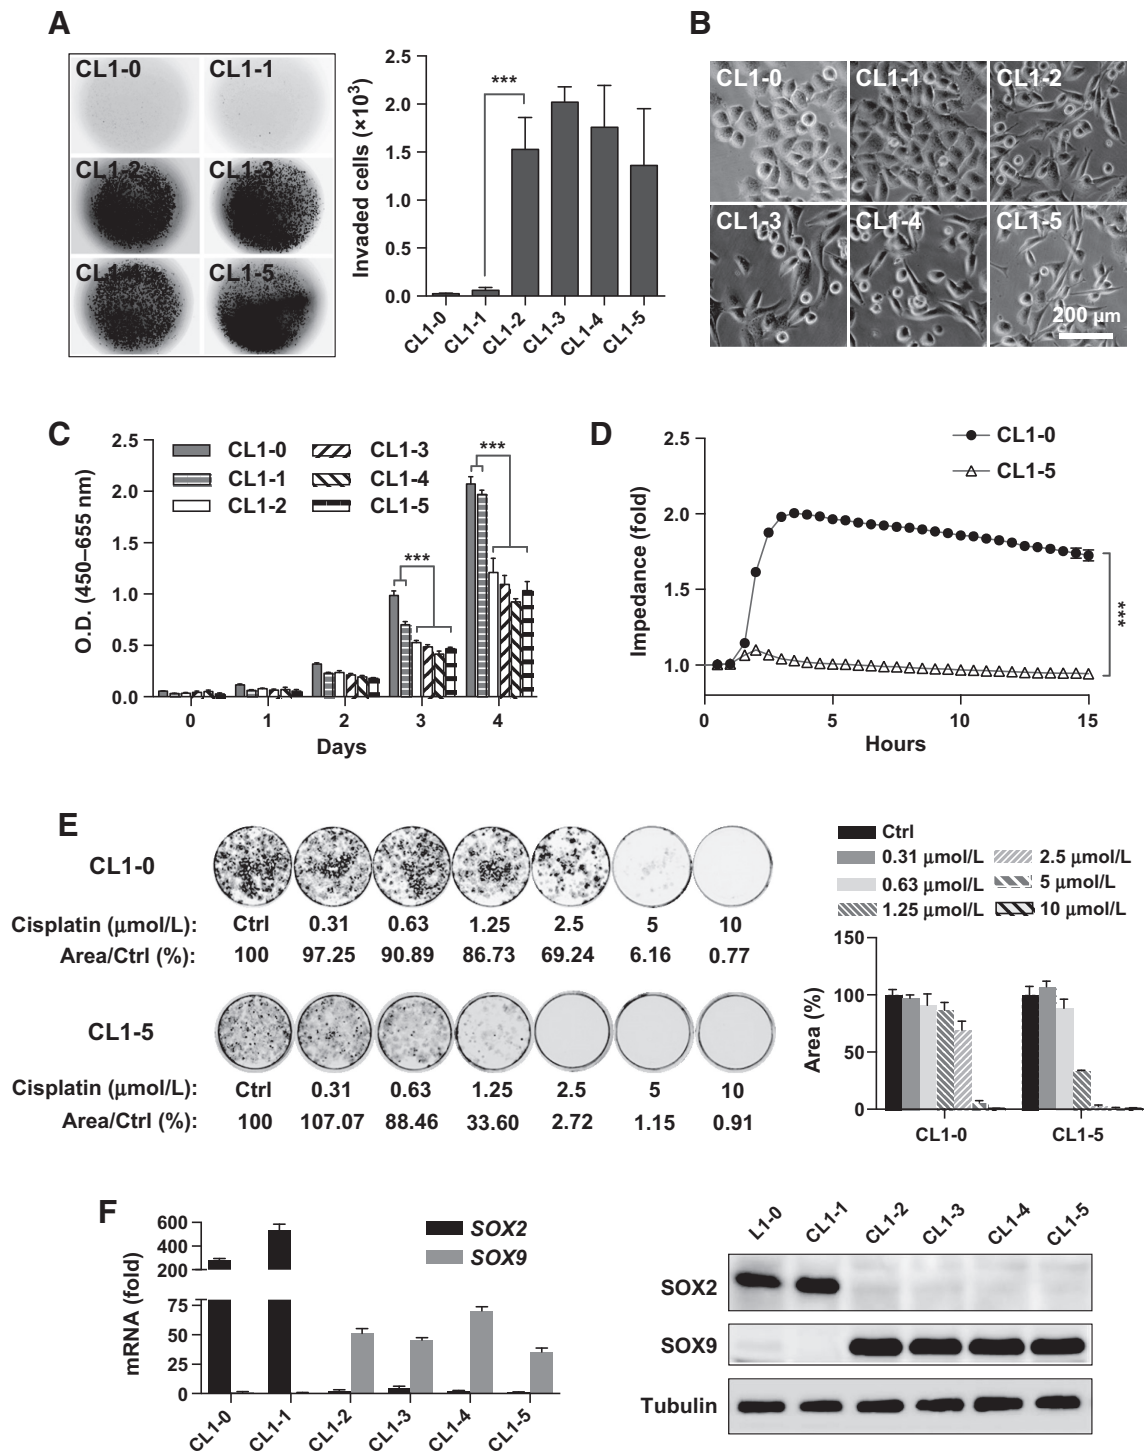 A
CL1-0 CL1-1
CL1-2 CL1-3
CL1- CL1-5
Invaded cells (×10³)
2.5
2.0
1.5
1.0
0.5
0.0
***
CL1-0 CL1-1 CL1-2 CL1-3 CL1-4 CL1-5
B
CL1-0 CL1-1 CL1-2
CL1-3 CL1-4 CL1-5
200 µm
C
O.D. (450–655 nm)
2.5
2.0
1.5
1.0
0.5
0.0
CL1-0 CL1-3
CL1-1 CL1-4
CL1-2 CL1-5
***
***
0 1 2 3 4
Days
D
Impedance (fold)
2.5
2.0
1.5
1.0
CL1-0
CL1-5
***
0 5 10 15
Hours
E
CL1-0
Cisplatin (µmol/L): Ctrl 0.31 0.63 1.25 2.5 5 10
Area/Ctrl (%): 100 97.25 90.89 86.73 69.24 6.16 0.77
CL1-5
Cisplatin (µmol/L): Ctrl 0.31 0.63 1.25 2.5 5 10
Area/Ctrl (%): 100 107.07 88.46 33.60 2.72 1.15 0.91
Ctrl
0.31 µmol/L 2.5 µmol/L
0.63 µmol/L 5 µmol/L
1.25 µmol/L 10 µmol/L
Area (%)
150
100
50
0
CL1-0 CL1-5
F
mRNA (fold)
600
400
200
75
50
25
0
SOX2
SOX9
CL1-0 CL1-1 CL1-2 CL1-3 CL1-4 CL1-5
L1-0 CL1-1 CL1-2 CL1-3 CL1-4 CL1-5
SOX2
SOX9
Tubulin